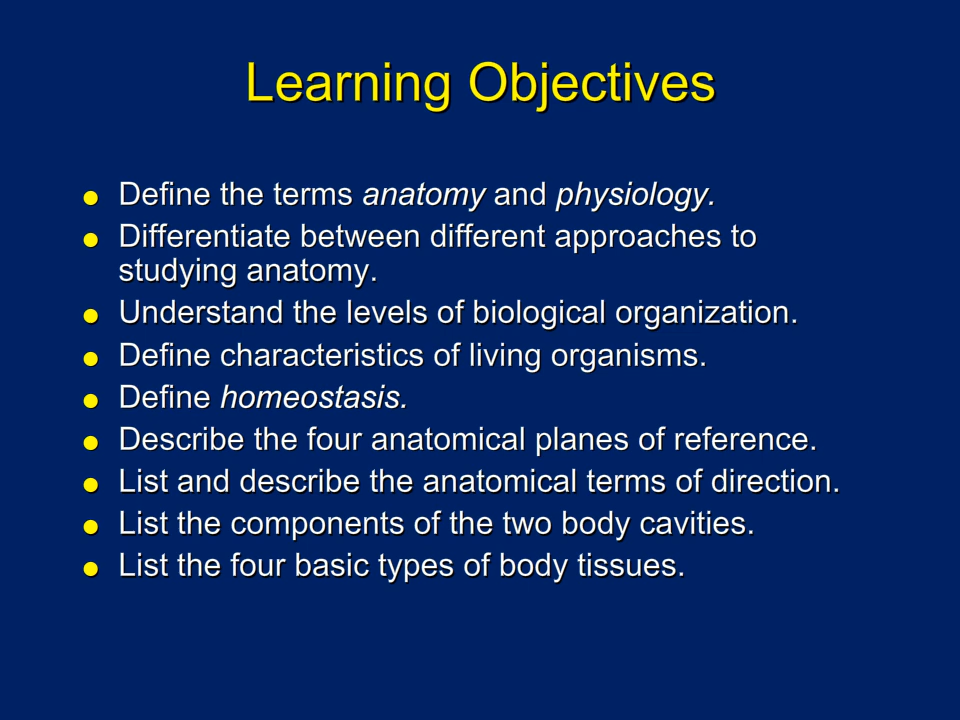 Learning Objectives
● Define the terms anatomy and physiology.
● Differentiate between different approaches to
studying anatomy.
● Understand the levels of biological organization.
● Define characteristics of living organisms.
● Define homeostasis.
● Describe the four anatomical planes of reference.
● List and describe the anatomical terms of direction.
● List the components of the two body cavities.
● List the four basic types of body tissues.